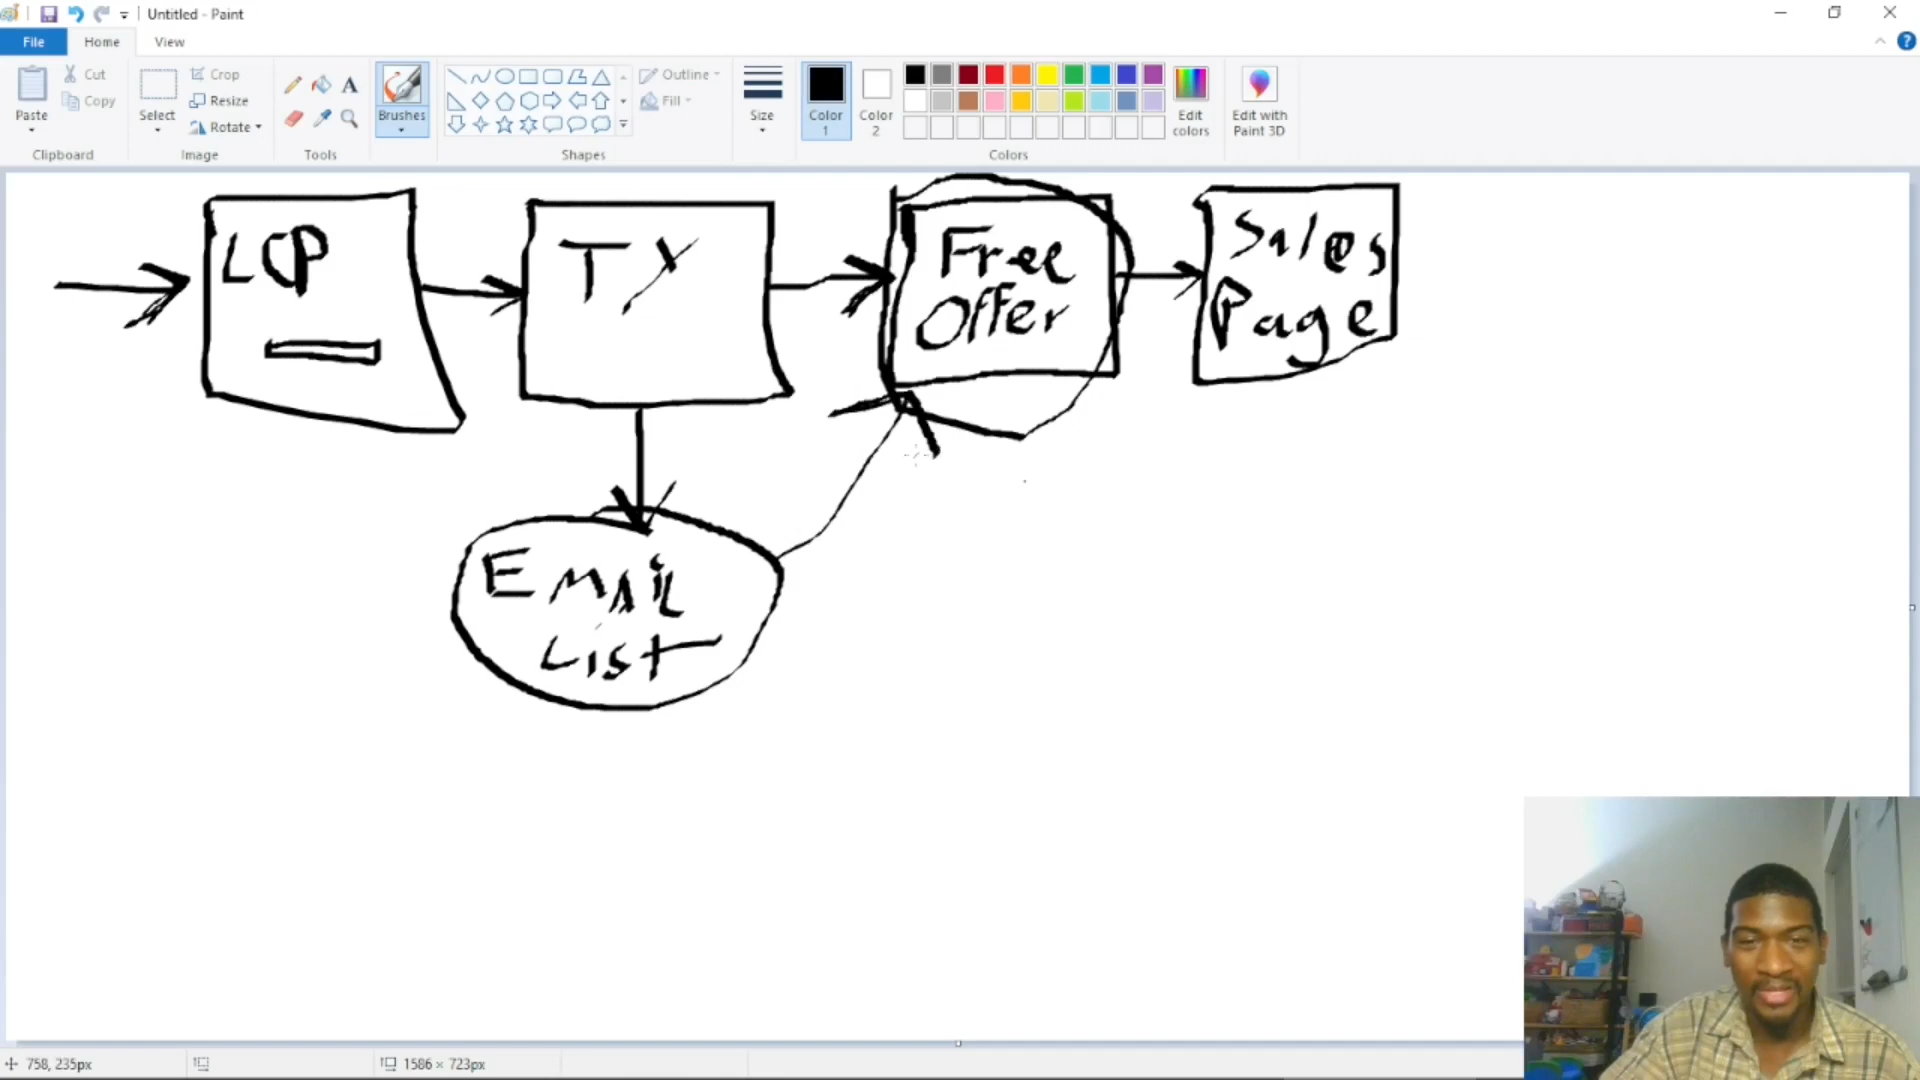 Untitled - Paint
File Home View
Paste
Cut
Copy
Clipboard
Select
Crop
Resize
Rotate
Image
Tools
Brushes
Shapes
Outline
Fill
Size
Color 1
Color 2
Edit colors
Colors
Edit with Paint 3D
LCP
TY
Free
Offer
Sales
Page
EMAIL
LIST
758, 235px
1586 × 723px